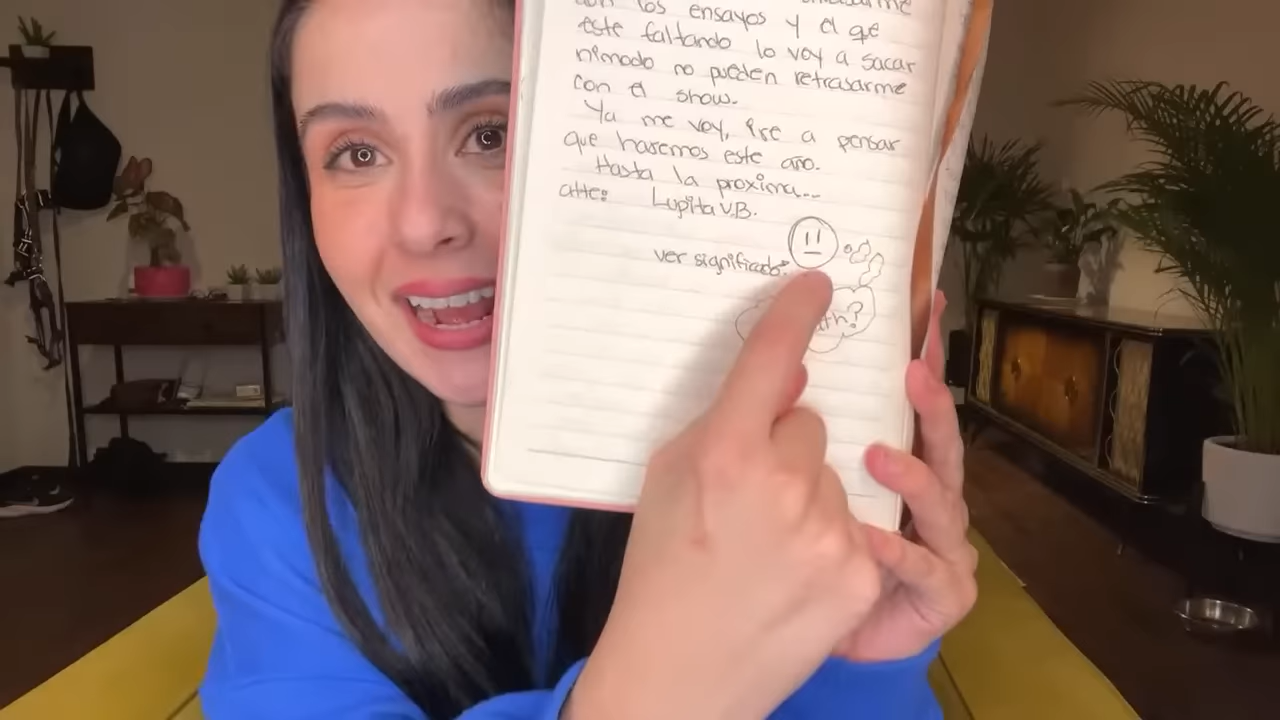 con los ensayos y el que
este faltando lo voy a sacar
nimodo no pueden retrasarme
con el show.
Ya me voy, Ire a pensar
que haremos este año.
Hasta la proxima...
atte: Lupita V.B.
ver significado: